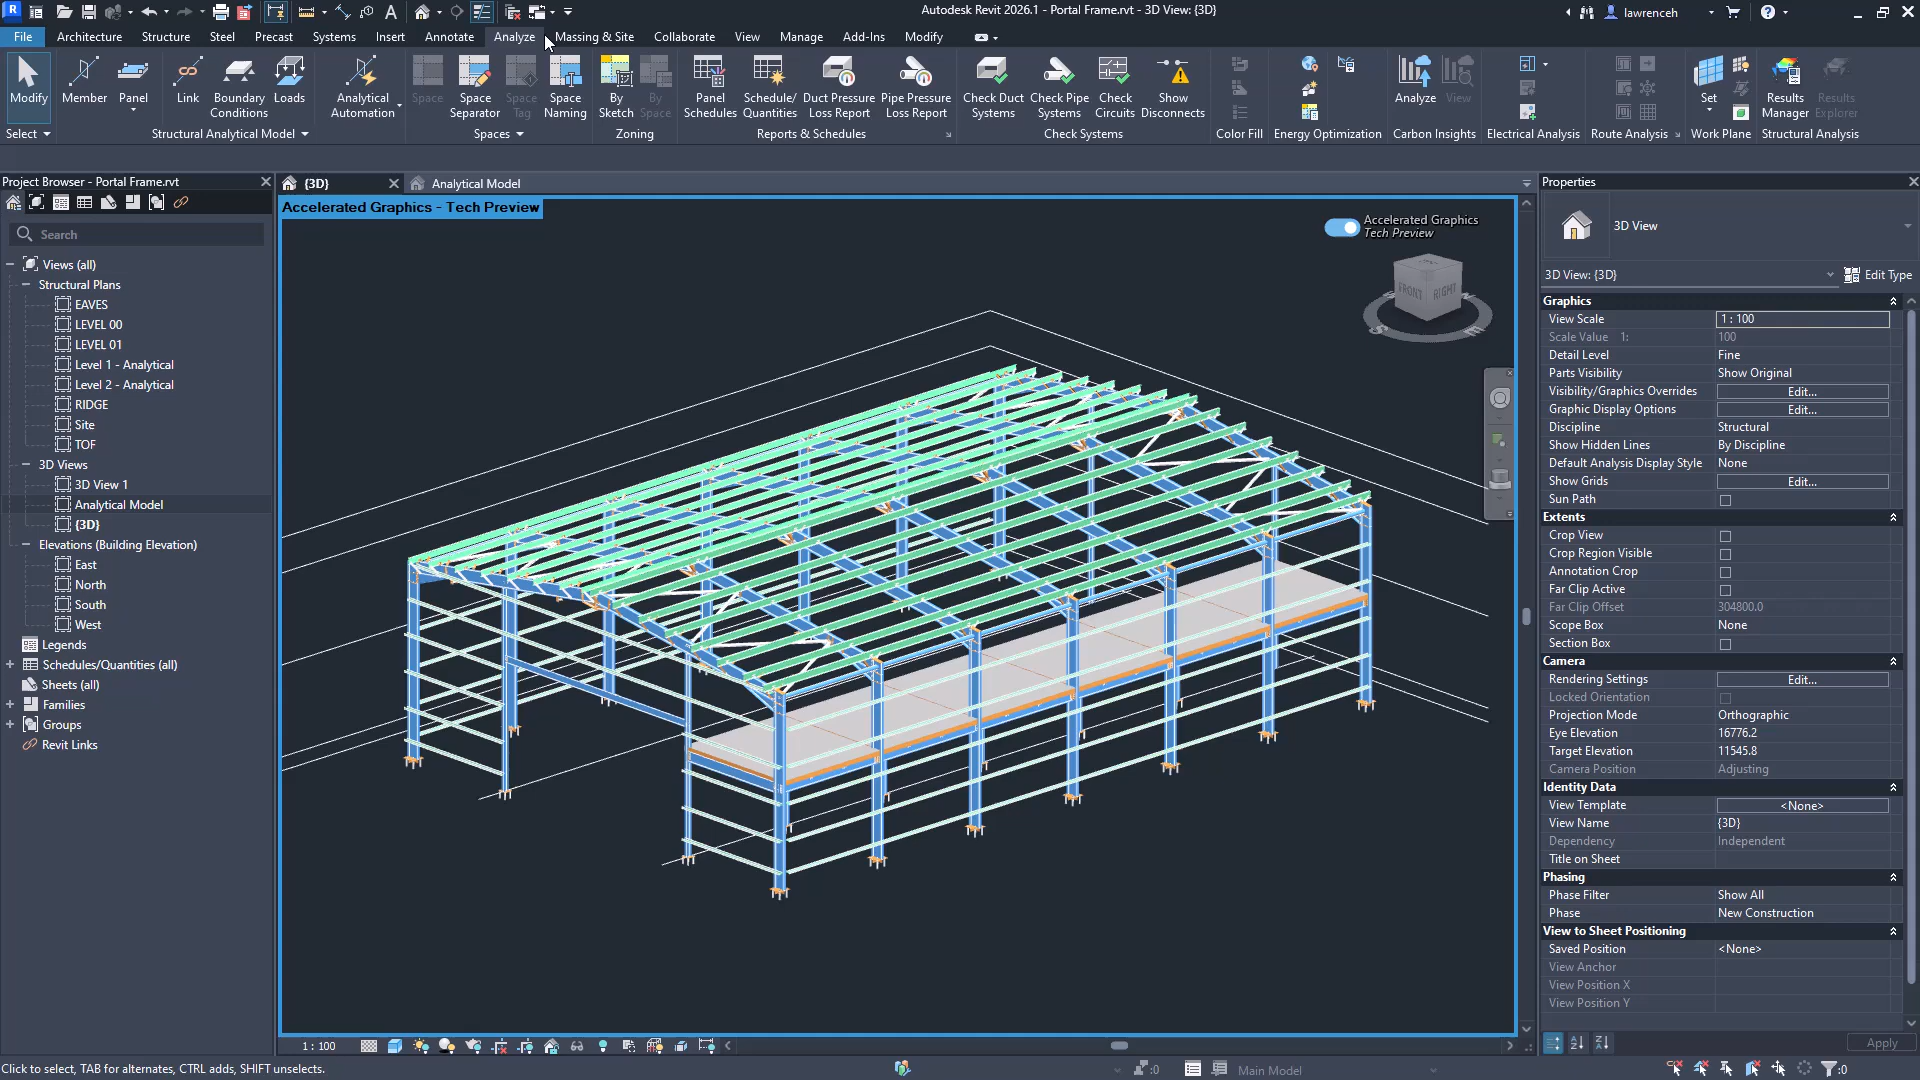 Autodesk Revit 2026.1 - Portal Frame.rvt - 3D View: {3D}
lawrenceh
File
Architecture
Structure
Steel
Precast
Systems
Insert
Annotate
Analyze
Massing & Site
Collaborate
View
Manage
Add-Ins
Modify
Modify
Member
Panel
Link
Boundary
Conditions
Loads
Analytical
Automation
Space
Space
Separator
Space
Tag
Space
Naming
By
Sketch
By
Space
Panel
Schedules
Schedule/
Quantities
Duct Pressure
Loss Report
Pipe Pressure
Loss Report
Check Duct
Systems
Check Pipe
Systems
Check
Circuits
Show
Disconnects
Analyze
View
Set
Results
Manager
Results
Explorer
Select
Structural Analytical Model
Spaces
Zoning
Reports & Schedules
Check Systems
Color Fill
Energy Optimization
Carbon Insights
Electrical Analysis
Route Analysis
Work Plane
Structural Analysis
Project Browser - Portal Frame.rvt
Search
Views (all)
Structural Plans
EAVES
LEVEL 00
LEVEL 01
Level 1 - Analytical
Level 2 - Analytical
RIDGE
Site
TOF
3D Views
3D View 1
Analytical Model
{3D}
Elevations (Building Elevation)
East
North
South
West
Legends
Schedules/Quantities (all)
Sheets (all)
Families
Groups
Revit Links
{3D}
Analytical Model
Accelerated Graphics - Tech Preview
Accelerated Graphics
Tech Preview
FRONT
RIGHT
S
E
Properties
3D View
3D View: {3D}
Edit Type
Graphics
View Scale 1 : 100
Scale Value 1: 100
Detail Level Fine
Parts Visibility Show Original
Visibility/Graphics Overrides Edit...
Graphic Display Options Edit...
Discipline Structural
Show Hidden Lines By Discipline
Default Analysis Display Style None
Show Grids Edit...
Sun Path
Extents
Crop View
Crop Region Visible
Annotation Crop
Far Clip Active
Far Clip Offset 304800.0
Scope Box None
Section Box
Camera
Rendering Settings Edit...
Locked Orientation
Projection Mode Orthographic
Eye Elevation 16776.2
Target Elevation 11545.8
Camera Position Adjusting
Identity Data
View Template <None>
View Name {3D}
Dependency Independent
Title on Sheet
Phasing
Phase Filter Show All
Phase New Construction
View to Sheet Positioning
Saved Position <None>
View Anchor
View Position X
View Position Y
Apply
1 : 100
Click to select, TAB for alternates, CTRL adds, SHIFT unselects.
:0
Main Model
:0